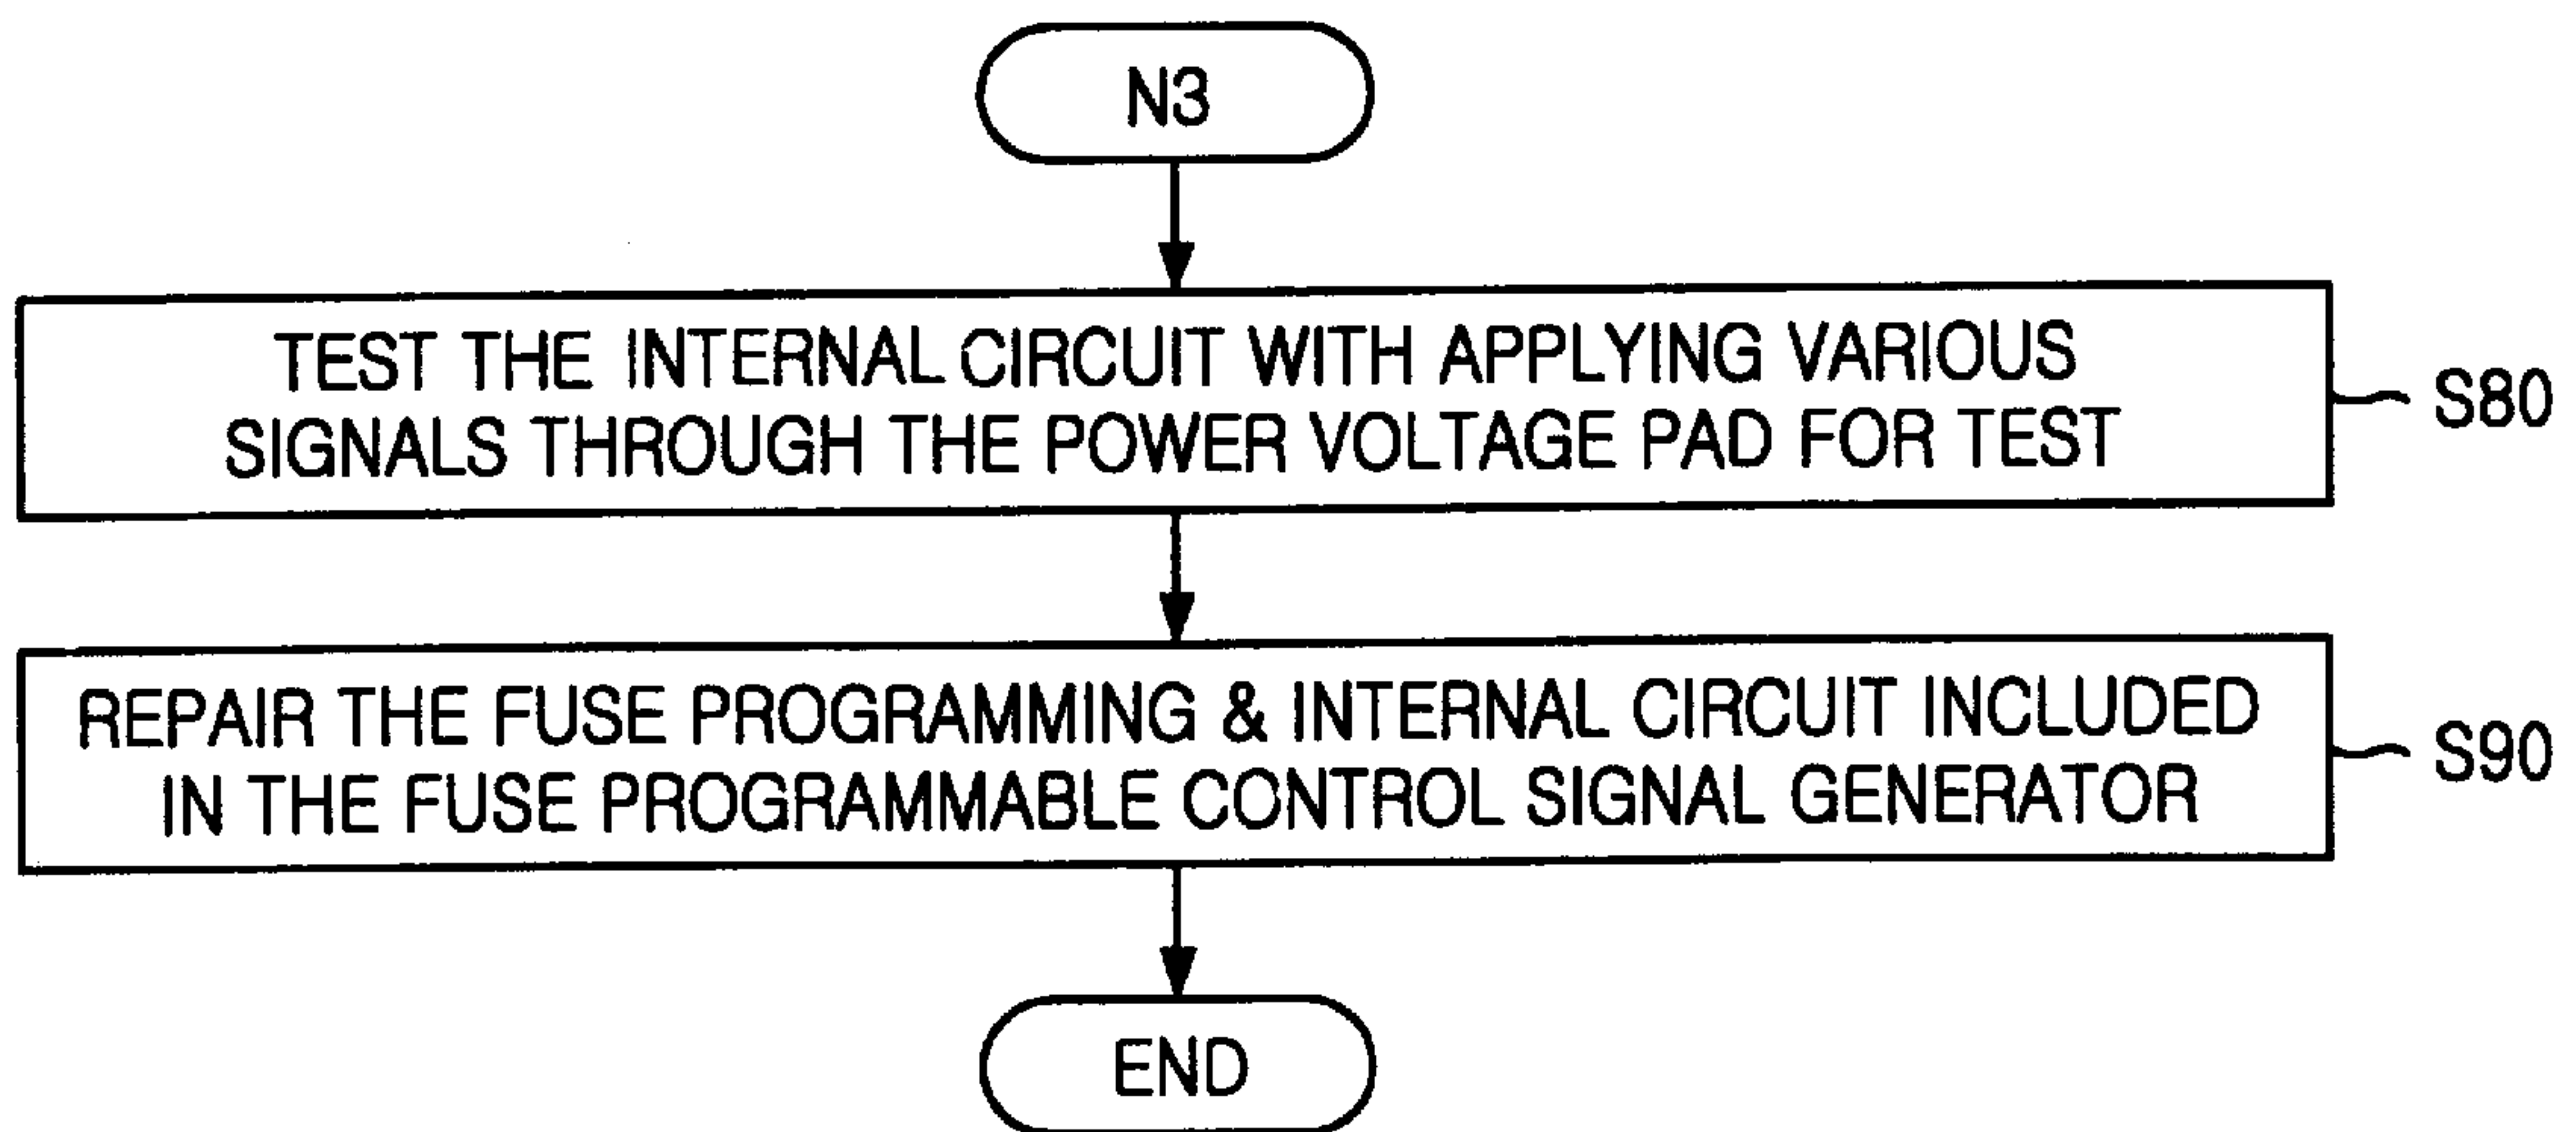 N3
TEST THE INTERNAL CIRCUIT WITH APPLYING VARIOUS
SIGNALS THROUGH THE POWER VOLTAGE PAD FOR TEST
S80
REPAIR THE FUSE PROGRAMMING & INTERNAL CIRCUIT INCLUDED
IN THE FUSE PROGRAMMABLE CONTROL SIGNAL GENERATOR
S90
END